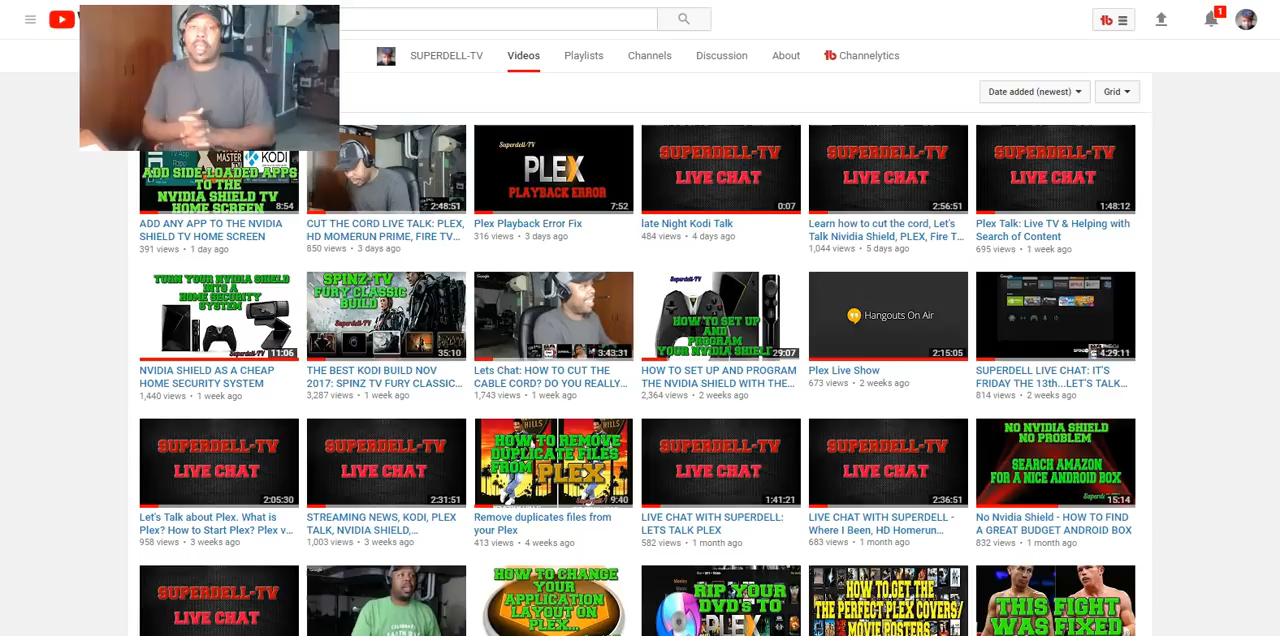 1
SUPERDELL-TV Videos Playlists Channels Discussion About tb Channelytics
Date added (newest) Grid
TV App
MASTER
KODI
ADD SIDE-LOADED APPS
TO THE
NVIDIA SHIELD TV
HOME SCREEN
8:54
2:48:51
Superdell-TV
PLEX
PLAYBACK ERROR
7:52
SUPERDELL-TV
LIVE CHAT
0:07
SUPERDELL-TV
LIVE CHAT
2:56:51
SUPERDELL-TV
LIVE CHAT
1:48:12
ADD ANY APP TO THE NVIDIA
SHIELD TV HOME SCREEN
391 views • 1 day ago
CUT THE CORD LIVE TALK: PLEX,
HD MOMERUN PRIME, FIRE TV...
850 views • 3 days ago
Plex Playback Error Fix
316 views • 3 days ago
late Night Kodi Talk
484 views • 4 days ago
Learn how to cut the cord, Let's
Talk Nividia Shield, PLEX, Fire T...
1,044 views • 5 days ago
Plex Talk: Live TV & Helping with
Search of Content
695 views • 1 week ago
TURN YOUR NVIDIA SHIELD
INTO A
HOME SECURITY
SYSTEM
Superdell-TV
11:06
SPINZ-TV
FURY CLASSIC
BUILD
Superdell-TV
35:10
Google
3:43:31
Superdell-TV
HOW TO SET UP
AND
PROGRAM
YOUR NVIDIA SHIELD
29:07
Hangouts On Air
2:15:05
Google
4:29:11
NVIDIA SHIELD AS A CHEAP
HOME SECURITY SYSTEM
1,440 views • 1 week ago
THE BEST KODI BUILD NOV
2017: SPINZ TV FURY CLASSIC...
3,287 views • 1 week ago
Lets Chat: HOW TO CUT THE
CABLE CORD? DO YOU REALLY...
1,743 views • 1 week ago
HOW TO SET UP AND PROGRAM
THE NVIDIA SHIELD WITH THE...
2,364 views • 2 weeks ago
Plex Live Show
673 views • 2 weeks ago
SUPERDELL LIVE CHAT: IT'S
FRIDAY THE 13th...LET'S TALK...
814 views • 2 weeks ago
SUPERDELL-TV
LIVE CHAT
2:05:30
SUPERDELL-TV
LIVE CHAT
2:31:51
HILLS
HOW TO REMOVE
DUPLICATE FILES
FROM PLEX
9:40
SUPERDELL-TV
LIVE CHAT
1:41:21
SUPERDELL-TV
LIVE CHAT
2:36:51
NO NVIDIA SHIELD
NO PROBLEM
SEARCH AMAZON
FOR A NICE ANDROID BOX
15:14
Let's Talk about Plex. What is
Plex? How to Start Plex? Plex v...
958 views • 3 weeks ago
STREAMING NEWS, KODI, PLEX
TALK, NVIDIA SHIELD,...
1,003 views • 3 weeks ago
Remove duplicates files from
your Plex
413 views • 4 weeks ago
LIVE CHAT WITH SUPERDELL:
LETS TALK PLEX
582 views • 1 month ago
LIVE CHAT WITH SUPERDELL -
Where I Been, HD Homerun...
683 views • 1 month ago
No Nvidia Shield - HOW TO FIND
A GREAT BUDGET ANDROID BOX
832 views • 1 month ago
SUPERDELL-TV
LIVE CHAT
HOW TO CHANGE
YOUR
APPLICATION
LAYOUT ON
PLEX...
RIP YOUR
DVD'S TO
PLEX
HOW TO GET THE
PERFECT PLEX COVERS/
MOVIE POSTERS
THIS FIGHT
WAS FIXED